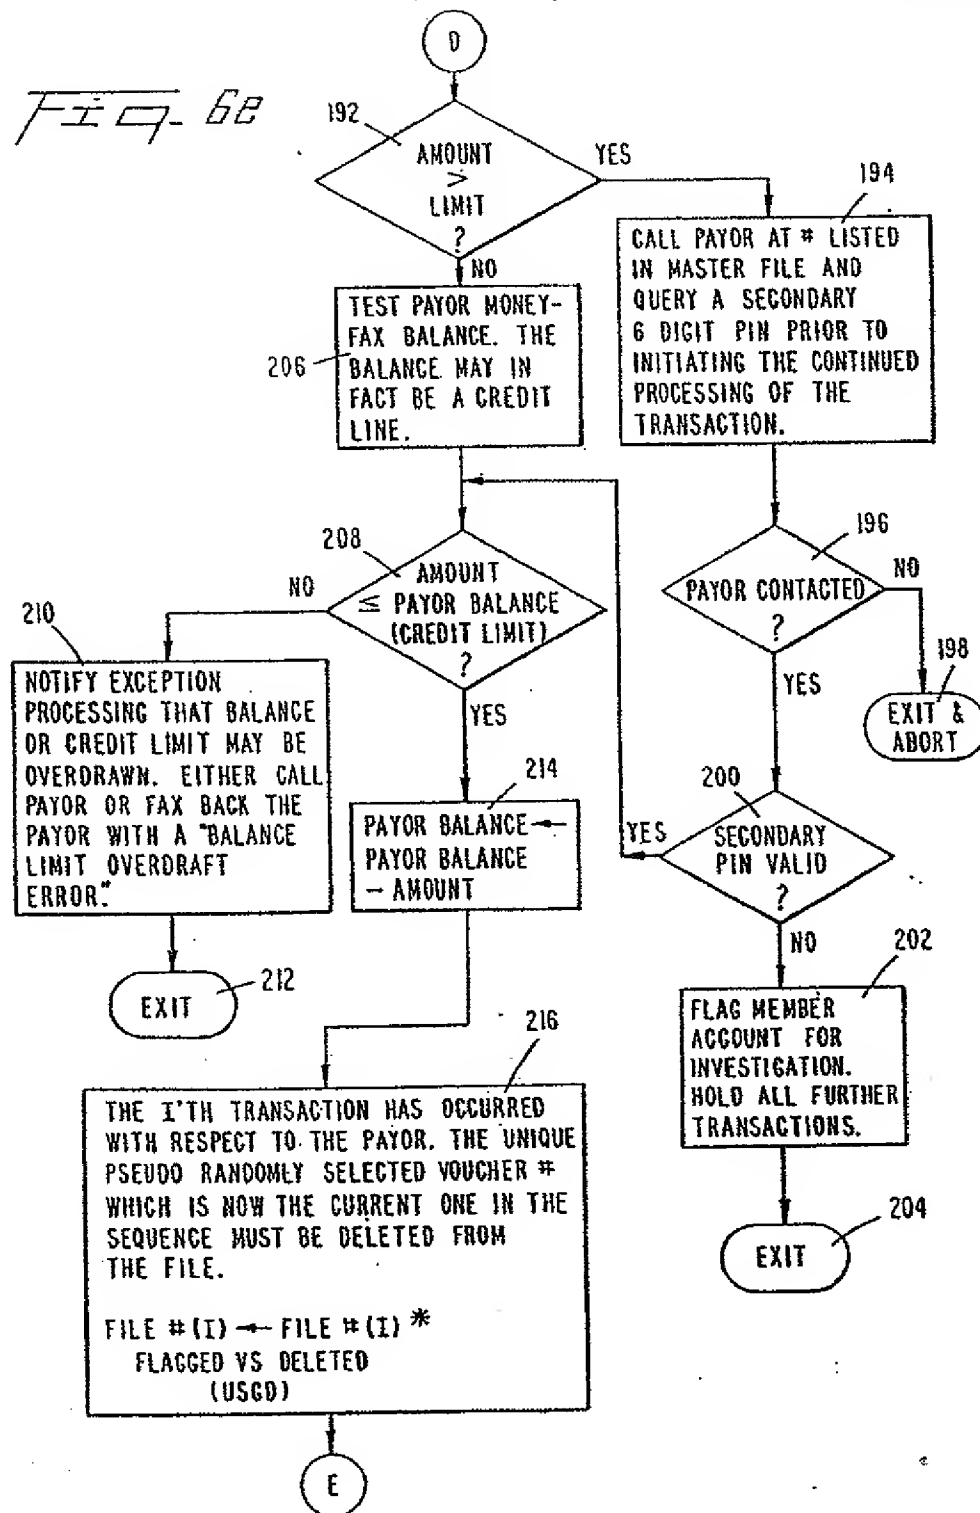 D
Fig. 6e
192
AMOUNT
>
LIMIT
?
YES
NO
194
CALL PAYOR AT # LISTED
IN MASTER FILE AND
QUERY A SECONDARY
6 DIGIT PIN PRIOR TO
INITIATING THE CONTINUED
PROCESSING OF THE
TRANSACTION.
206
TEST PAYOR MONEY-
FAX BALANCE. THE
BALANCE MAY IN
FACT BE A CREDIT
LINE.
196
PAYOR CONTACTED
?
NO
YES
198
EXIT &
ABORT
208
AMOUNT
≤ PAYOR BALANCE
(CREDIT LIMIT)
?
NO
YES
210
NOTIFY EXCEPTION
PROCESSING THAT BALANCE
OR CREDIT LIMIT MAY BE
OVERDRAWN. EITHER CALL
PAYOR OR FAX BACK THE
PAYOR WITH A "BALANCE
LIMIT OVERDRAFT
ERROR."
212
EXIT
214
PAYOR BALANCE ←
PAYOR BALANCE
- AMOUNT
200
SECONDARY
PIN VALID
?
YES
NO
202
FLAG MEMBER
ACCOUNT FOR
INVESTIGATION.
HOLD ALL FURTHER
TRANSACTIONS.
204
EXIT
216
THE I'TH TRANSACTION HAS OCCURRED
WITH RESPECT TO THE PAYOR. THE UNIQUE
PSEUDO RANDOMLY SELECTED VOUCHER #
WHICH IS NOW THE CURRENT ONE IN THE
SEQUENCE MUST BE DELETED FROM
THE FILE.
FILE #(I) ← FILE #(I) *
FLAGGED VS DELETED
(USGD)
E